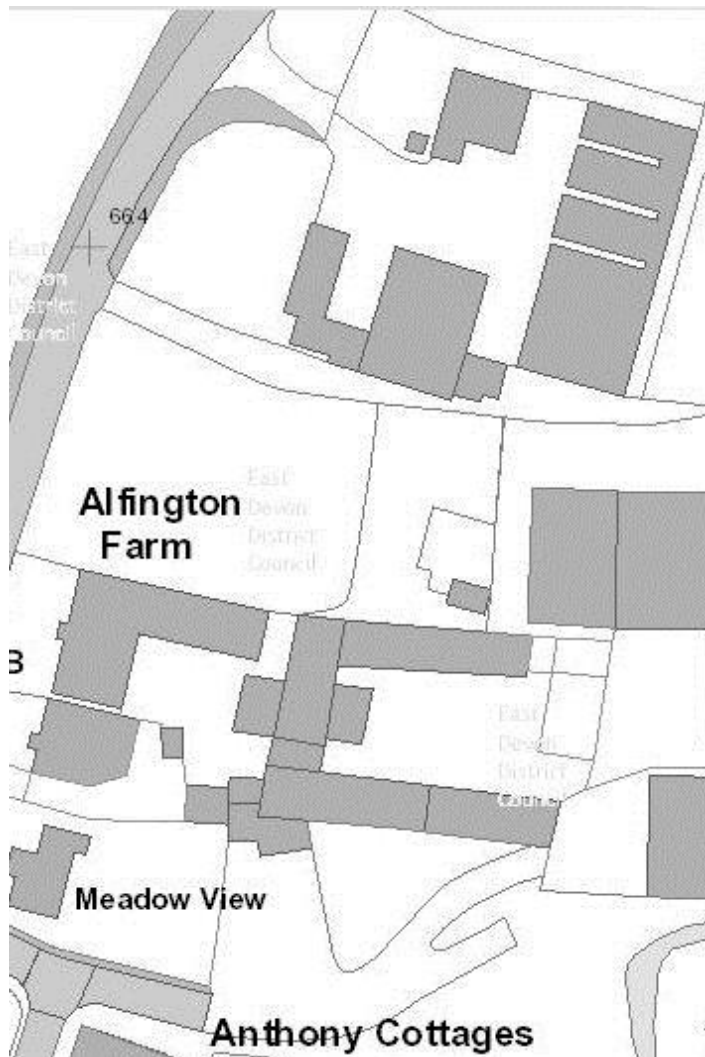 66.4
East
Devon
District
Council
Alfington
Farm
East
Devon
District
Council
B
East
Devon
District
Council
Meadow View
Anthony Cottages